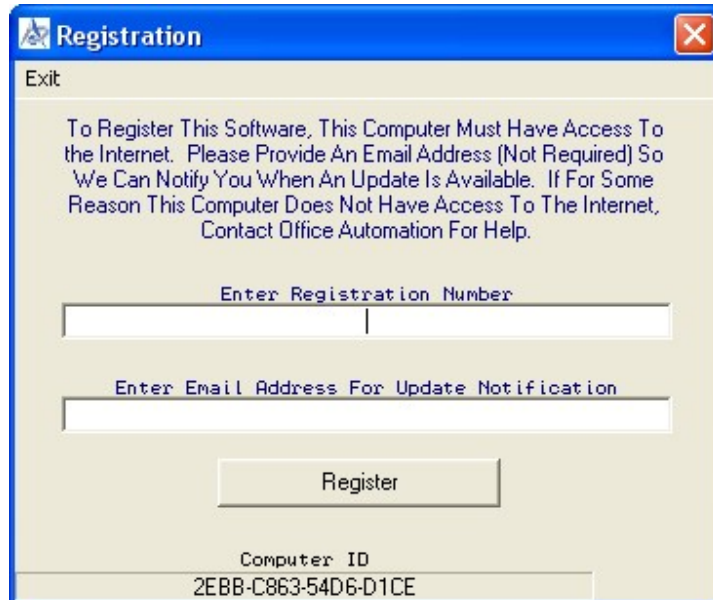 Registration
Exit
To Register This Software, This Computer Must Have Access To
the Internet. Please Provide An Email Address (Not Required) So
We Can Notify You When An Update Is Available. If For Some
Reason This Computer Does Not Have Access To The Internet,
Contact Office Automation For Help.
Enter Registration Number
Enter Email Address For Update Notification
Register
Computer ID
2EBB-C863-54D6-D1CE